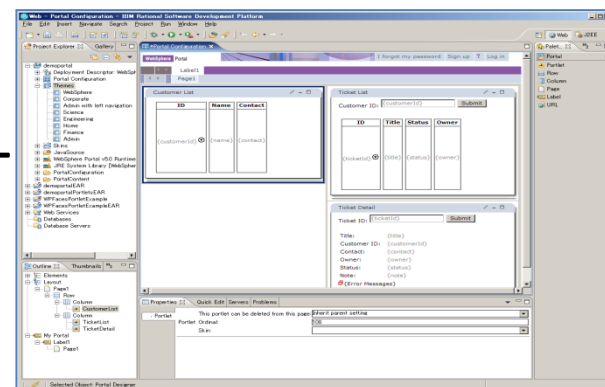 Web - Portal Configuration - IBM Rational Software Development Platform
File Edit Insert Navigate Search Project Run Window Help
Web
J2EE
Project Explorer
Gallery
demoportal
Deployment Descriptor: WebSpl
Portal Configuration
Themes
WebSphere
Corporate
Admin with left navigation
Science
Engineering
Home
Finance
Admin
Skins
JavaSource
WebSphere Portal v5.0 Runtime
JRE System Library [WebSpher
PortalConfiguration
PortalContent
demoportalEAR
demoportalPortletsEAR
WPFacesPortletExample
WPFacesPortletExampleEAR
Web Services
Databases
Database Servers
*Portal Configuration
WebSphere Portal
I forgot my password Sign up ? Log in
Label1
Page1
Customer List
ID Name Contact
{customerId} {name} {contact}
Ticket List
Customer ID: {customerId} Submit
ID Title Status Owner
{ticketId} {title} {status} {owner}
Ticket Detail
Ticket ID: {ticketId} Submit
Title: {title}
Customer ID: {customerId}
Contact: {contact}
Owner: {owner}
Status: {status}
Note: {note}
{Error Messages}
Palet..
Portal
Portlet
Row
Column
Page
Label
URL
Outline
Thumbnails
Elements
Layout
Page1
Row
Column
CustomerList
Column
TicketList
TicketDetail
My Portal
Label1
Page1
Properties
Quick Edit Servers Problems
Portlet
This portlet can be deleted from this page: Inherit parent setting
Portlet Ordinal:
Skin:
Selected Object: Portal Designer